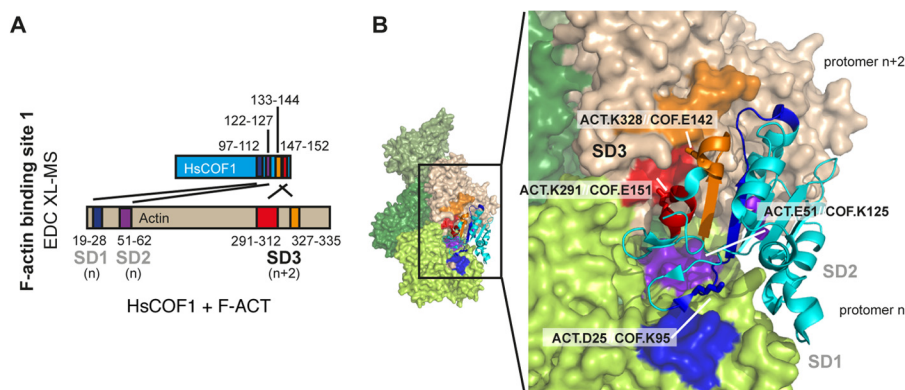 A
B
F-actin binding site 1
EDC XL-MS
133-144
122-127
97-112
147-152
HsCOF1
Actin
19-28
51-62
291-312
327-335
SD1
SD2
SD3
(n)
(n)
(n+2)
HsCOF1 + F-ACT
protomer n+2
ACT.K328 COF.E142
SD3
ACT.K291 COF.E151
ACT.E51 COF.K125
SD2
protomer n
ACT.D25 COF.K95
SD1